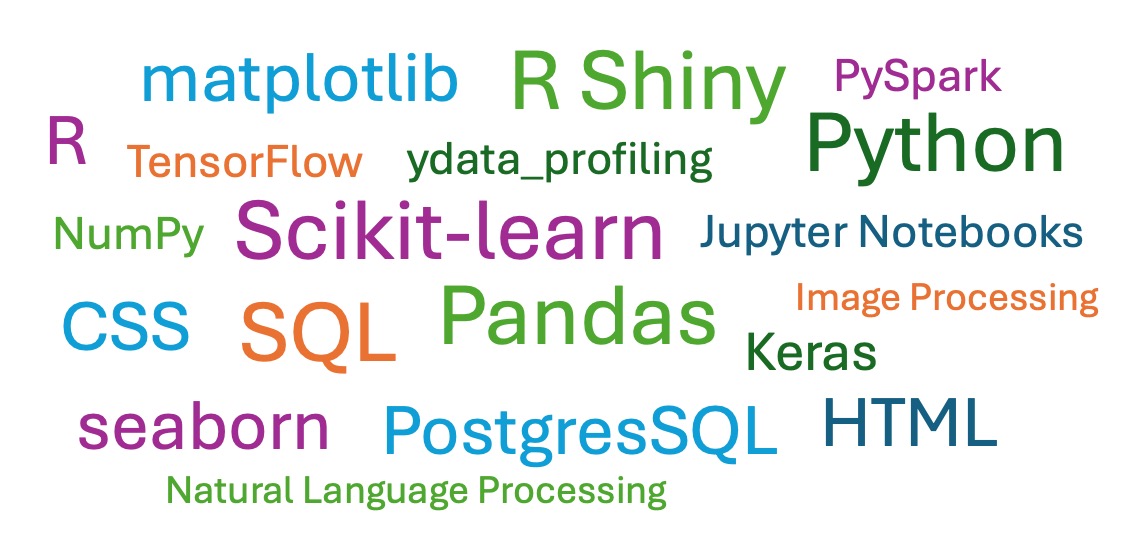 matplotlib R Shiny PySpark
R TensorFlow ydata_profiling Python
NumPy Scikit-learn Jupyter Notebooks
CSS SQL Pandas Image Processing
Keras
seaborn PostgresSQL HTML
Natural Language Processing